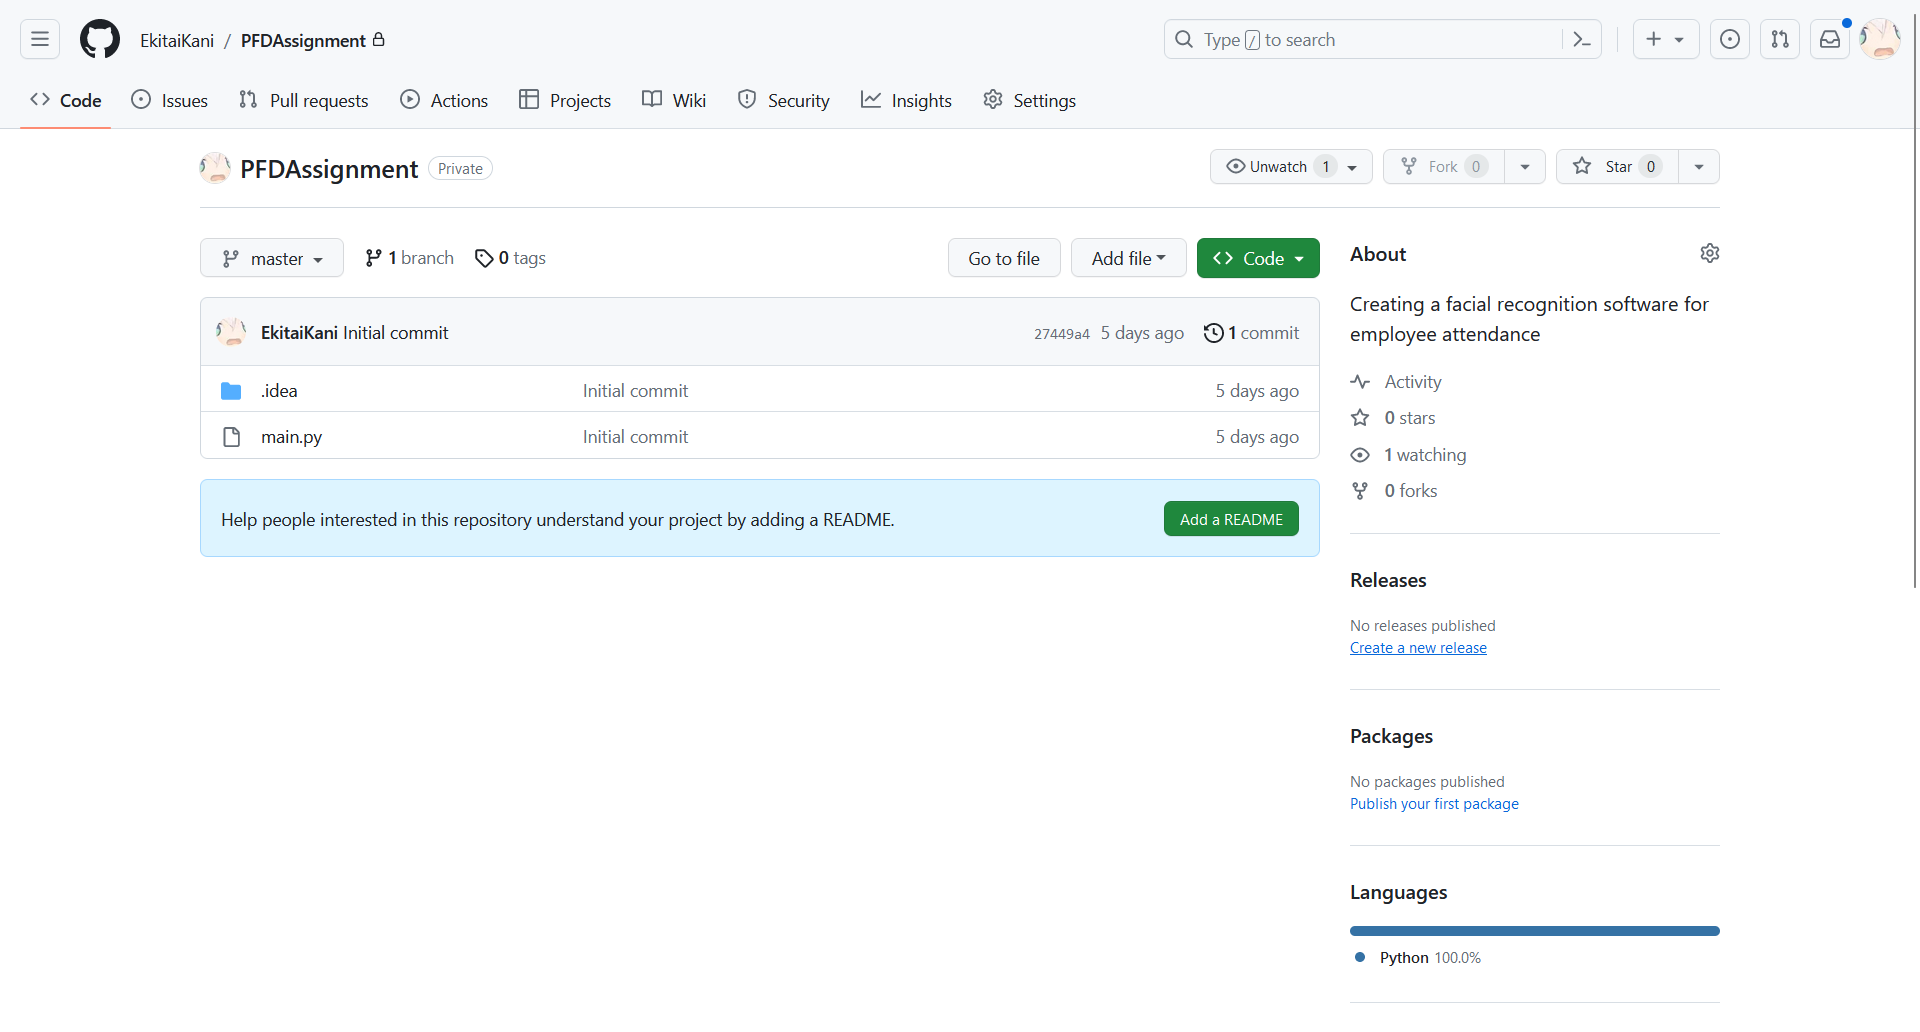 EkitaiKani / PFDAssignment
Type / to search
Code Issues Pull requests Actions Projects Wiki Security Insights Settings
PFDAssignment Private
Unwatch 1 Fork 0 Star 0
master 1 branch 0 tags Go to file Add file Code
EkitaiKani Initial commit 27449a4 5 days ago 1 commit
.idea Initial commit 5 days ago
main.py Initial commit 5 days ago
Help people interested in this repository understand your project by adding a README. Add a README
About
Creating a facial recognition software for
employee attendance
Activity
0 stars
1 watching
0 forks
Releases
No releases published
Create a new release
Packages
No packages published
Publish your first package
Languages
Python 100.0%